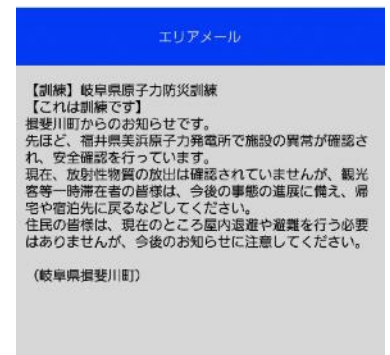 エリアメール
【訓練】岐阜県原子力防災訓練
【これは訓練です】
揖斐川町からのお知らせです。
先ほど、福井県美浜原子力発電所で施設の異常が確認さ
れ、安全確認を行っています。
現在、放射性物質の放出は確認されていませんが、観光
客等一時滞在者の皆様は、今後の事態の進展に備え、帰
宅や宿泊先に戻るなどしてください。
住民の皆様は、現在のところ屋内退避や避難を行う必要
はありませんが、今後のお知らせに注意してください。
（岐阜県揖斐川町）